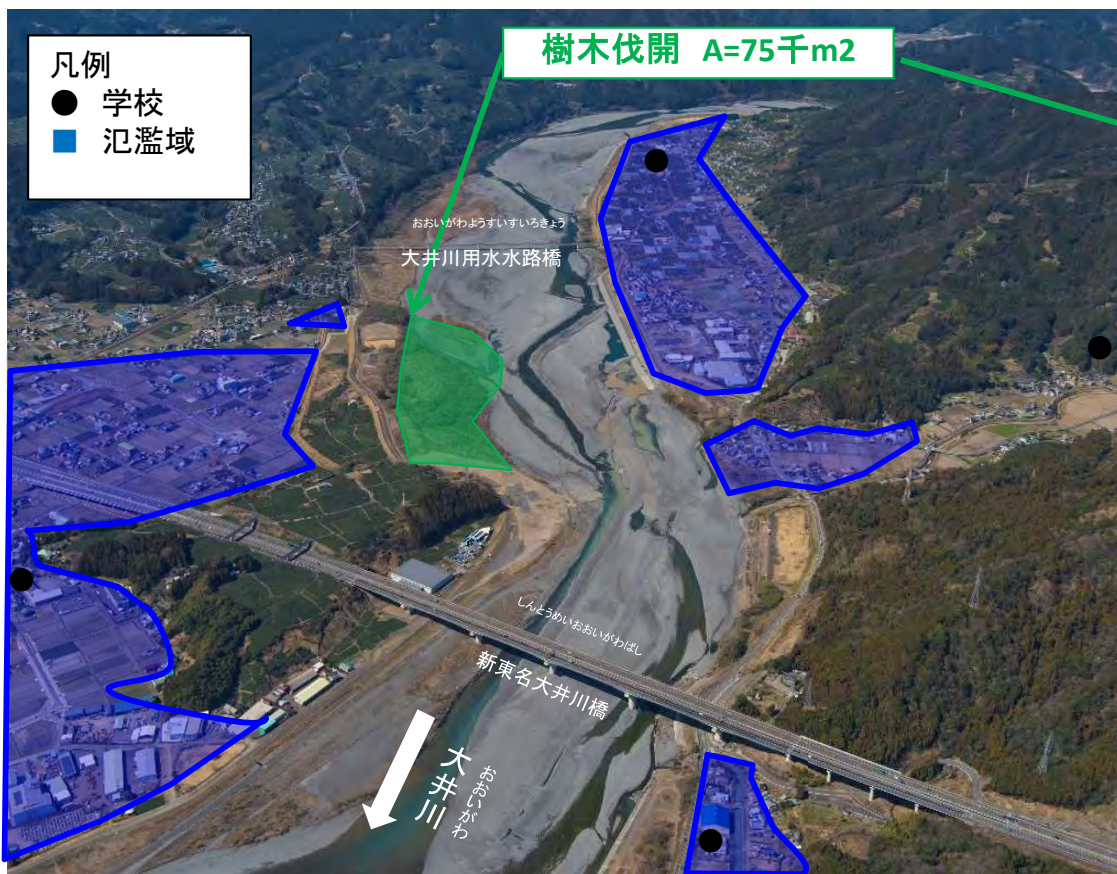 樹木伐開 A=75千m2
凡例
学校
氾濫域
おおいがわようすいすいろきょう
大井川用水水路橋
しんとうめいおおいがわばし
新東名大井川橋
大井川
おおいがわ